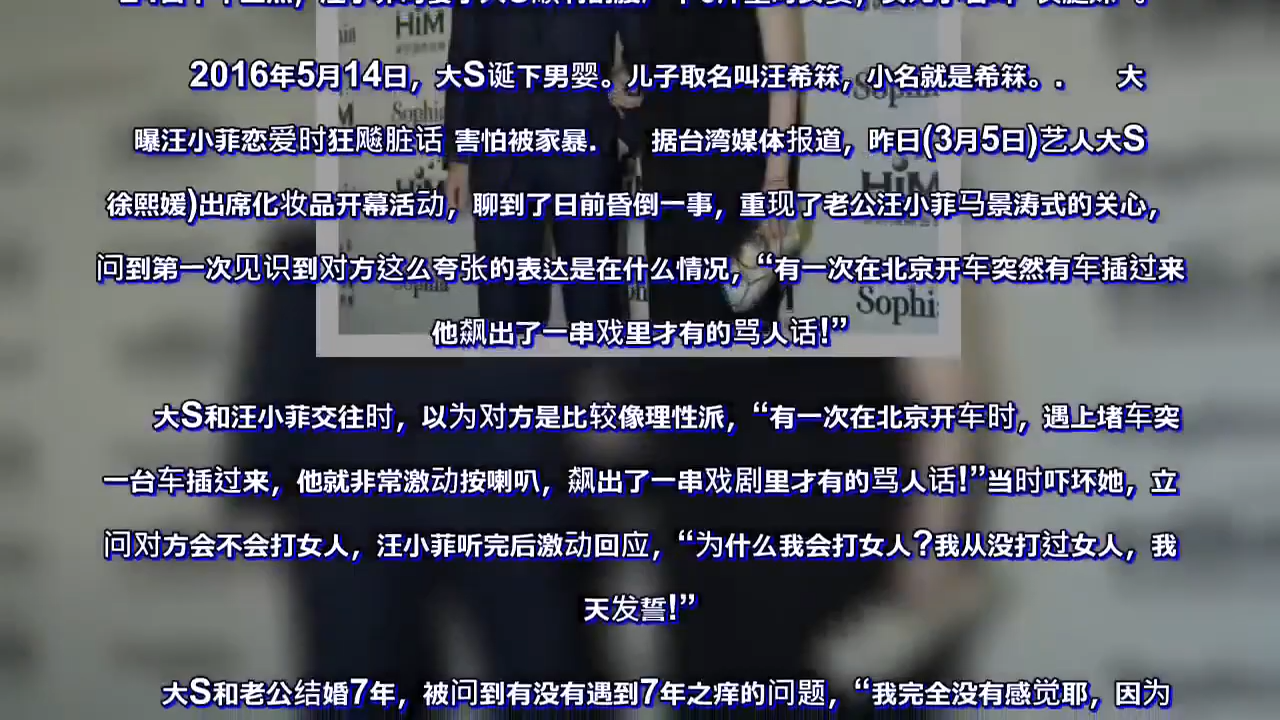 2016年5月14日，大S诞下男婴。儿子取名叫汪希箖，小名就是希箖。. 大
曝汪小菲恋爱时狂飚脏话 害怕被家暴. 据台湾媒体报道，昨日(3月5日)艺人大S
徐熙媛)出席化妆品开幕活动，聊到了日前昏倒一事，重现了老公汪小菲马景涛式的关心，
问到第一次见识到对方这么夸张的表达是在什么情况，“有一次在北京开车突然有车插过来
他飙出了一串戏里才有的骂人话!”
大S和汪小菲交往时，以为对方是比较像理性派，“有一次在北京开车时，遇上堵车突
一台车插过来，他就非常激动按喇叭，飙出了一串戏剧里才有的骂人话!”当时吓坏她，立
问对方会不会打女人，汪小菲听完后激动回应，“为什么我会打女人?我从没打过女人，我
天发誓!”
大S和老公结婚7年，被问到有没有遇到7年之痒的问题，“我完全没有感觉耶，因为
HiM
Sophia
HiM
Sophia
Sophi
HiM
Sophi